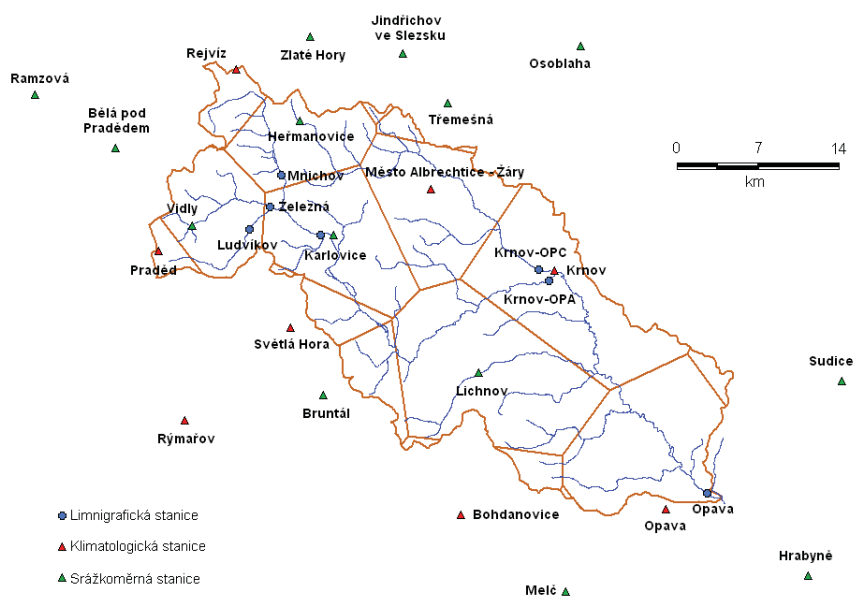 Jindřichov
ve Slezsku
Rejvíz
Zlaté Hory
Osoblaha
Ramzová
Bělá pod
Pradědem
Třemešná
Heřmanovice
0 7 14
km
Mnichov
Město Albrechtice - Žáry
Vidly
Železná
Ludvíkov
Karlovice
Praděd
Krnov-OPC
Krnov
Krnov-OPA
Světlá Hora
Sudice
Lichnov
Bruntál
Rýmařov
Limnigrafická stanice
Bohdanovice
Opava
Opava
Klimatologická stanice
Hrabyně
Srážkoměrná stanice
Melč